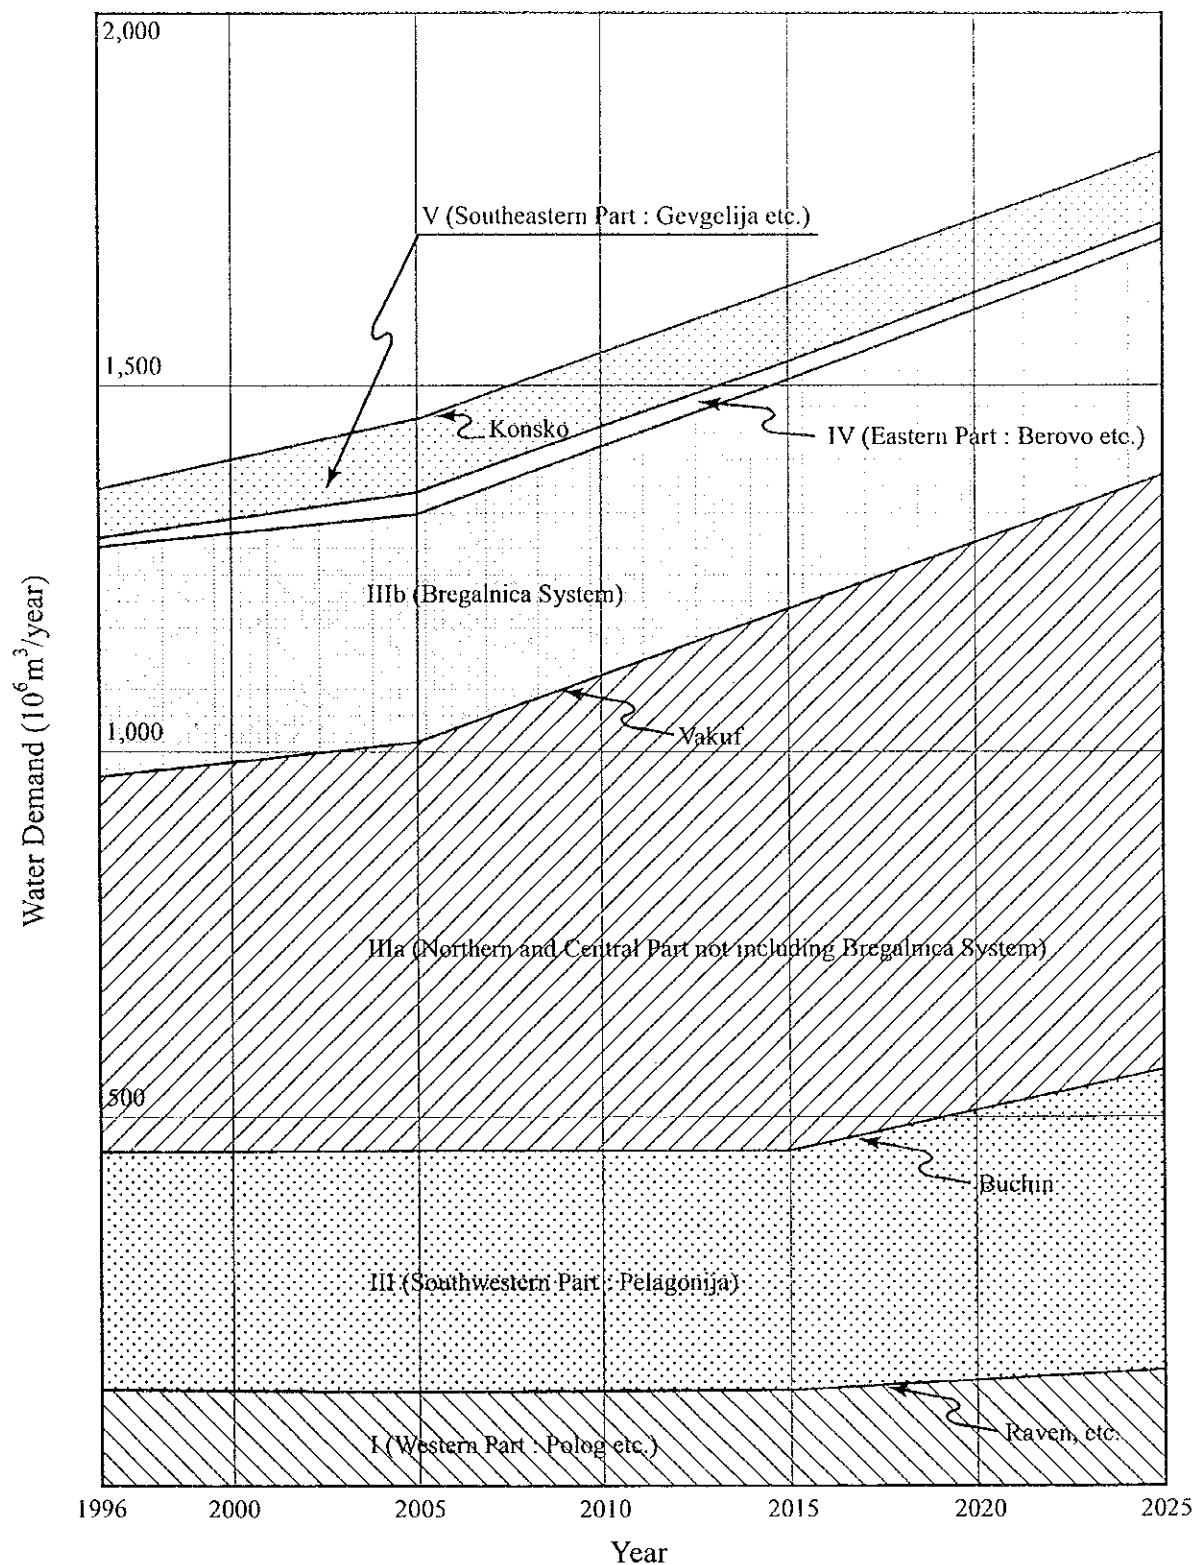 2,000
V (Southeastern Part : Gevgelija etc.)
1,500
Konsko
IV (Eastern Part : Berovo etc.)
IIIb (Bregalnica System)
Water Demand (10⁶ m³/year)
1,000
Vakuf
IIIa (Northern and Central Part not including Bregalnica System)
500
Buchin
III (Southwestern Part : Pelagonija)
Raven, etc.
I (Western Part : Polog etc.)
1996 2000 2005 2010 2015 2020 2025
Year